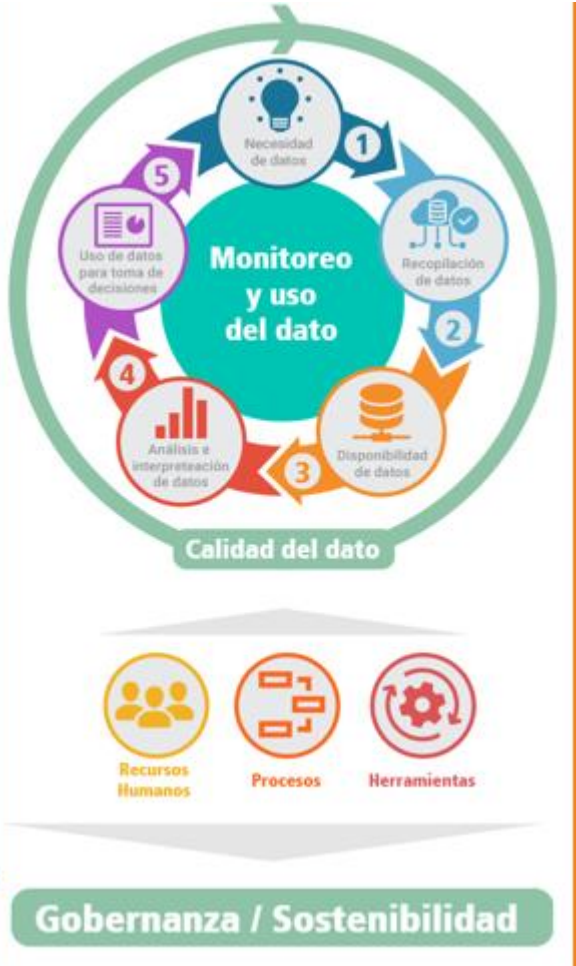 Necesidad
de datos
1
Recopilación
de datos
2
Disponibilidad
de datos
3
Análisis e
interpreteación
de datos
4
Uso de datos
para toma de
decisiones
5
Monitoreo
y uso
del dato
Calidad del dato
Recursos
Humanos
Procesos
Herramientas
Gobernanza / Sostenibilidad